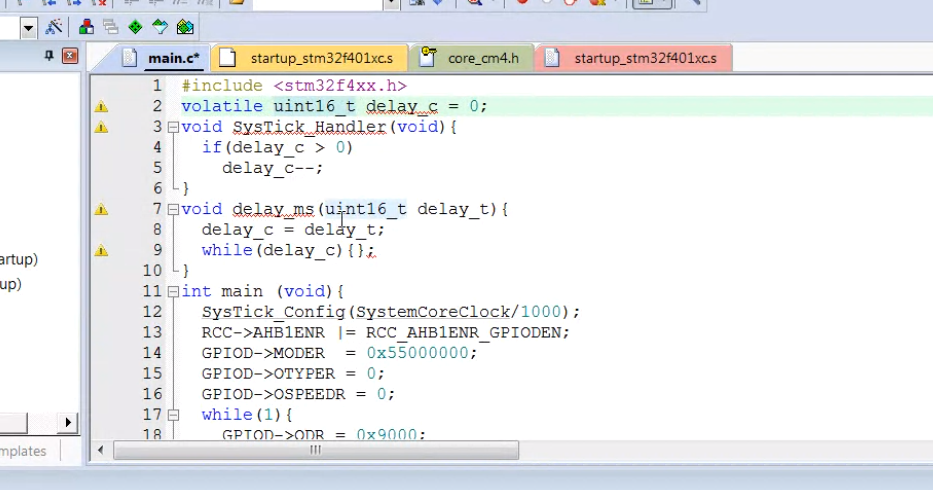 main.c*
startup_stm32f401xc.s
core_cm4.h
startup_stm32f401xc.s
1 #include <stm32f4xx.h>
2 volatile uint16_t delay_c = 0;
3 void SysTick_Handler(void){
4 if(delay_c > 0)
5 delay_c--;
6 }
7 void delay_ms(uint16_t delay_t){
8 delay_c = delay_t;
9 while(delay_c){};
10 }
11 int main (void){
12 SysTick_Config(SystemCoreClock/1000);
13 RCC->AHB1ENR |= RCC_AHB1ENR_GPIODEN;
14 GPIOD->MODER  = 0x55000000;
15 GPIOD->OTYPER = 0;
16 GPIOD->OSPEEDR = 0;
17 while(1){
18 GPIOD->ODR = 0x9000;
artup)
up)
mplates